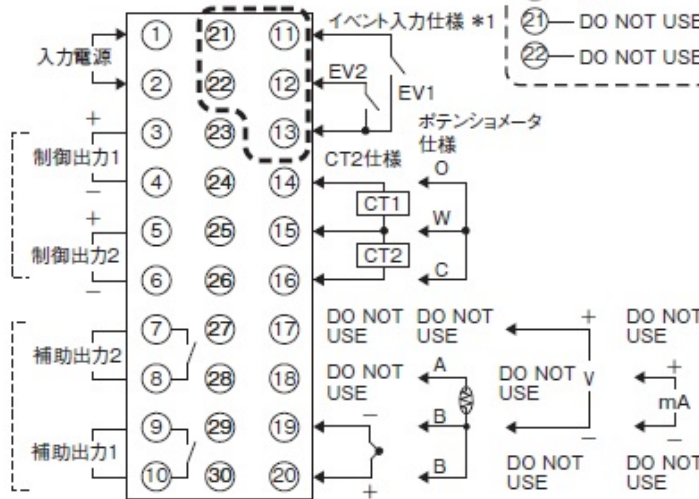 イベント入力仕様 *1
㉑ DO NOT USE
㉒ DO NOT USE
入力電源
① ㉑ ⑪
② ㉒ ⑫
EV2
EV1
+
③ ㉓ ⑬
制御出力1
ポテンショメータ
仕様
CT2仕様
−
④ ㉔ ⑭
O
CT1
+
⑤ ㉕ ⑮
W
制御出力2
CT2
−
⑥ ㉖ ⑯
C
⑦ ㉗ ⑰
補助出力2
DO NOT
USE
DO NOT
USE
+
DO NOT
USE
⑧ ㉘ ⑱
DO NOT
USE
A
DO NOT
USE
V
+
mA
⑨ ㉙ ⑲
補助出力1
−
B
−
−
⑩ ㉚ ⑳
+
B
DO NOT
USE
DO NOT
USE